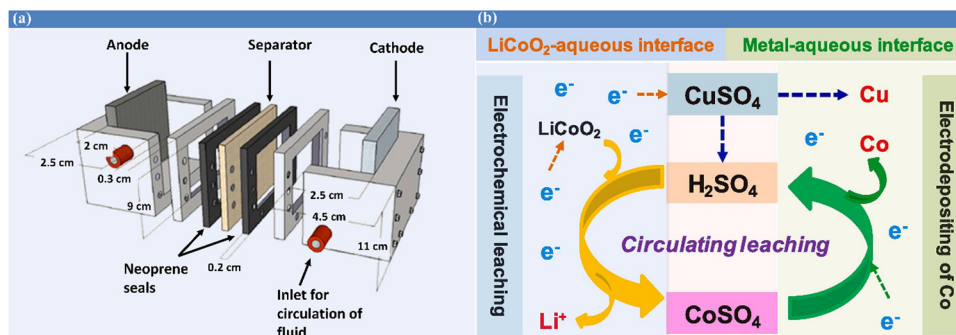 (a)
Anode
Separator
Cathode
2 cm
2.5 cm
0.3 cm
9 cm
2.5 cm
4.5 cm
11 cm
Neoprene
seals
0.2 cm
Inlet for
circulation of
fluid
(b)
LiCoO₂-aqueous interface
Metal-aqueous interface
Electrochemical leaching
e⁻
e⁻
CuSO₄
Cu
LiCoO₂
e⁻
e⁻
Co
e⁻
H₂SO₄
e⁻
Circulating leaching
e⁻
Li⁺
CoSO₄
e⁻
Electrodepositing of Co